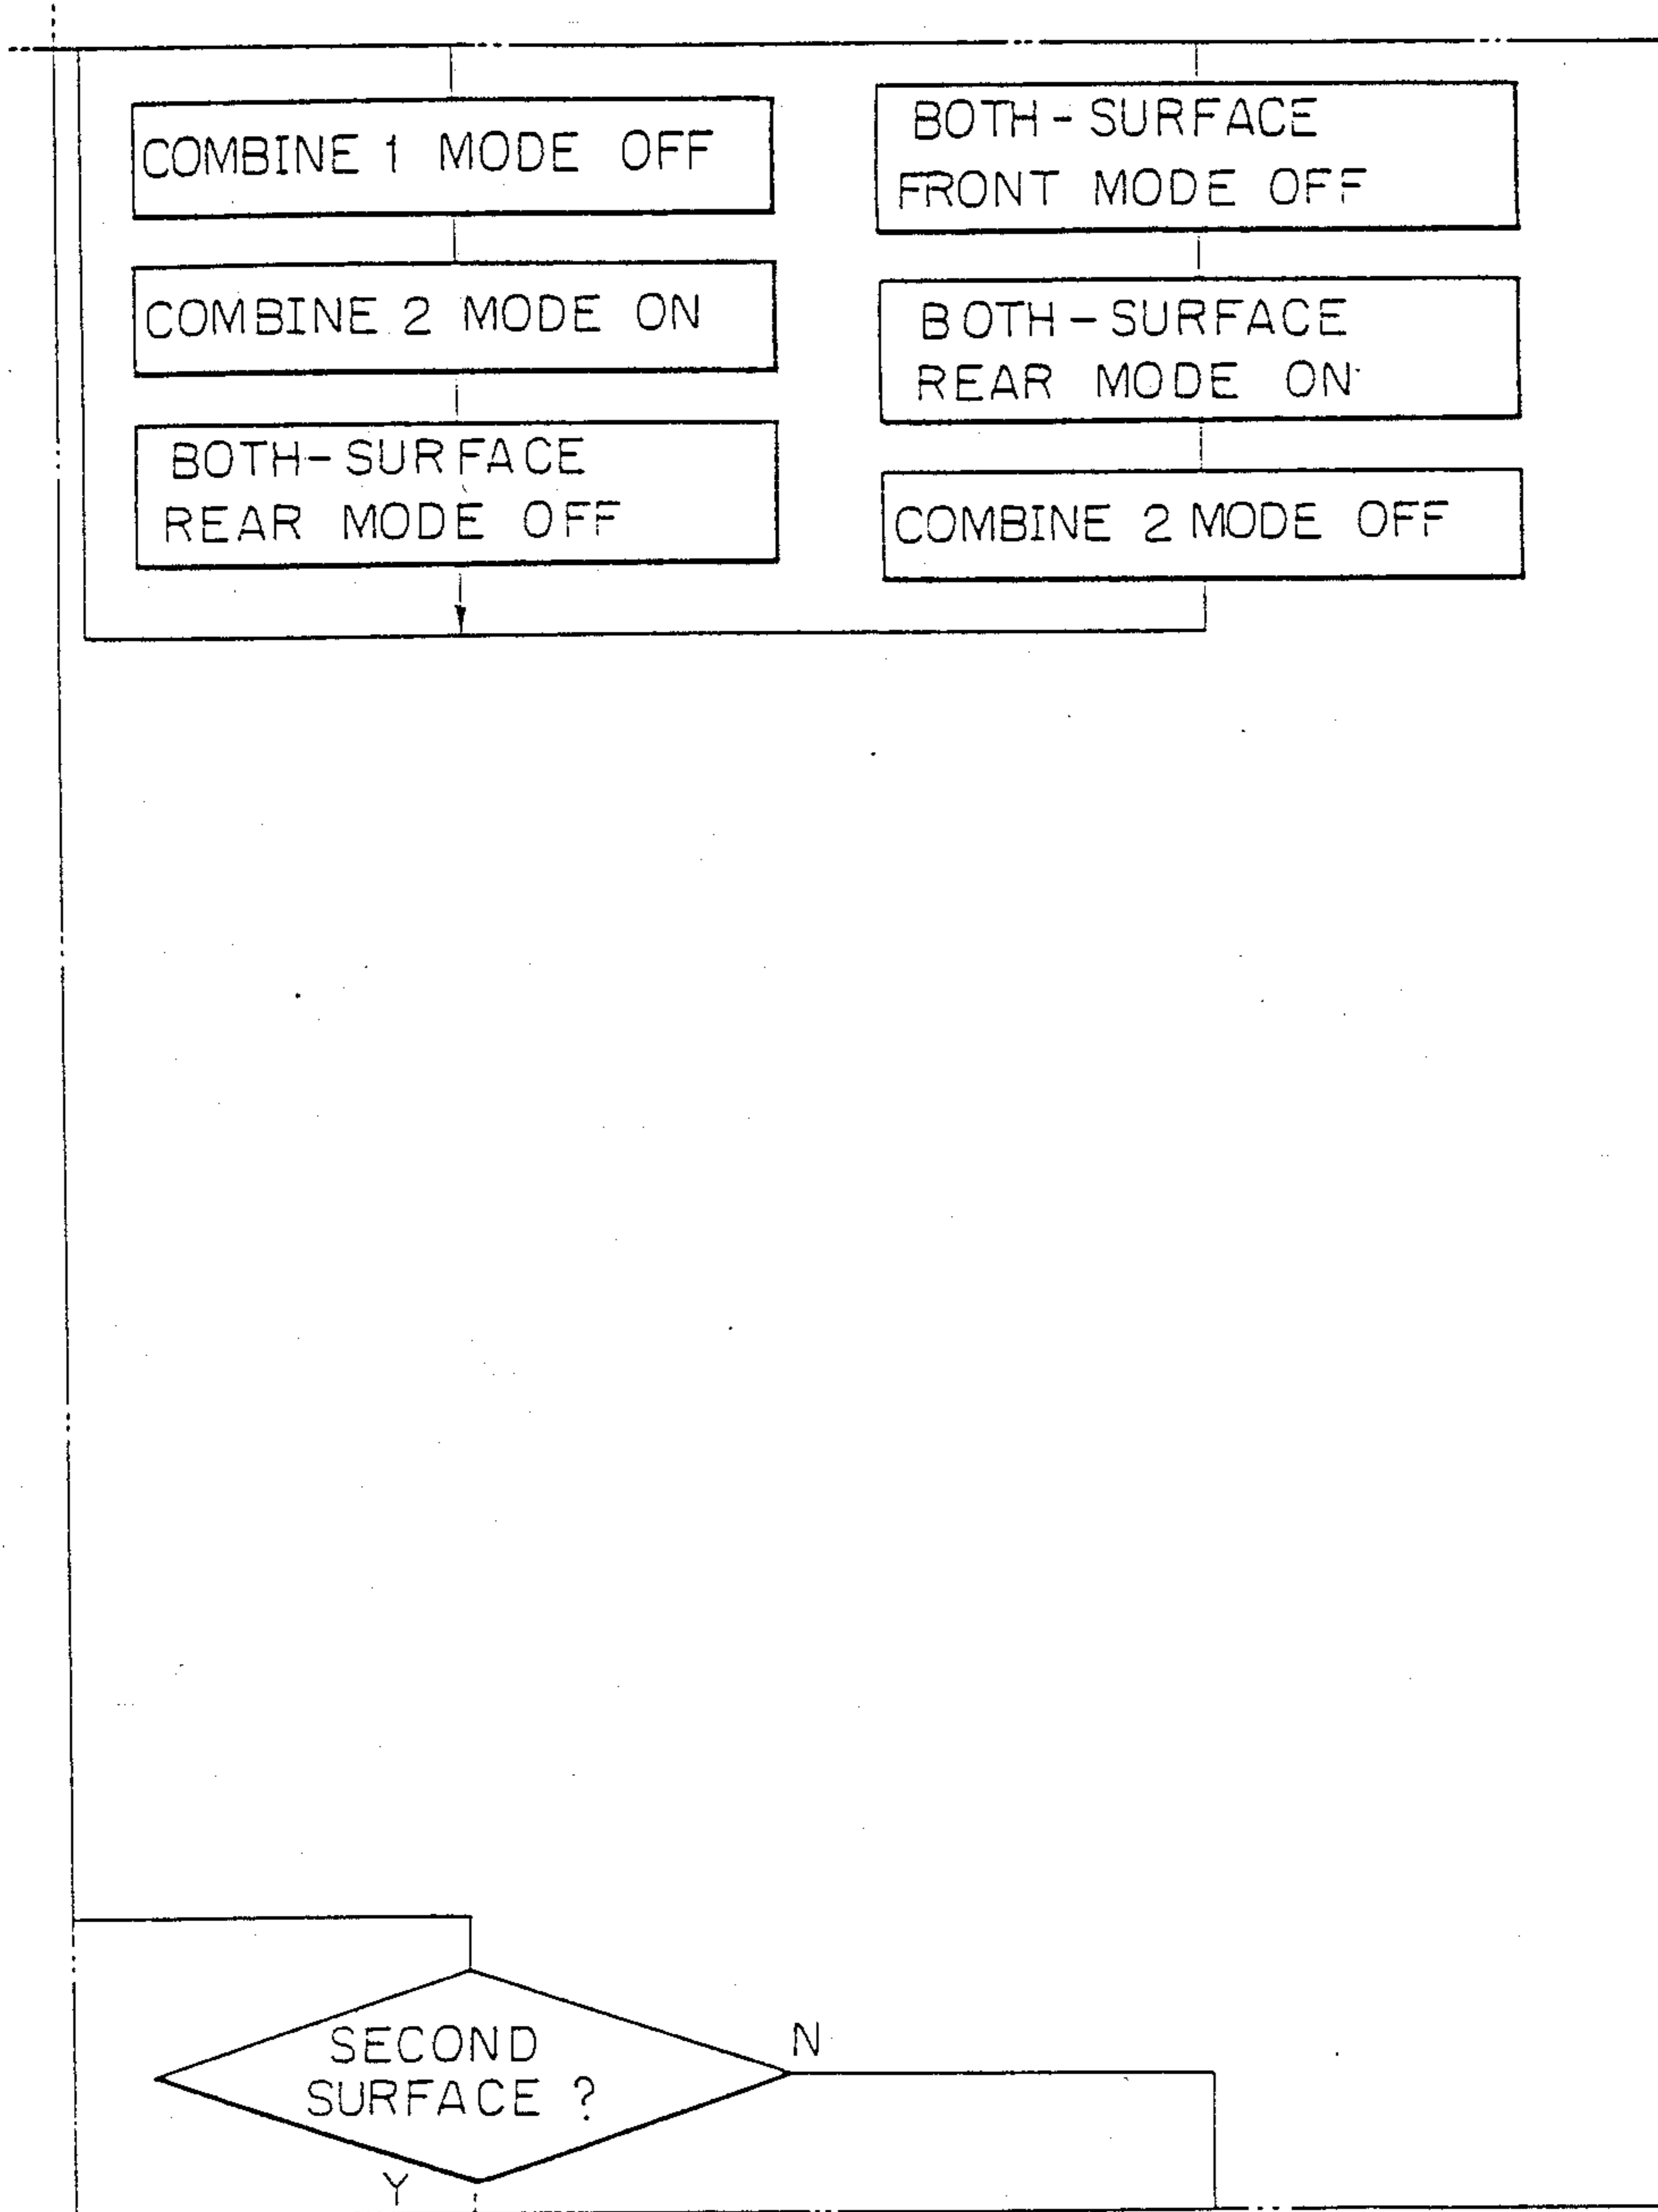 COMBINE 1 MODE OFF
COMBINE 2 MODE ON
BOTH-SURFACE
REAR MODE OFF
BOTH-SURFACE
FRONT MODE OFF
BOTH-SURFACE
REAR MODE ON
COMBINE 2 MODE OFF
SECOND
SURFACE ?
N
Y